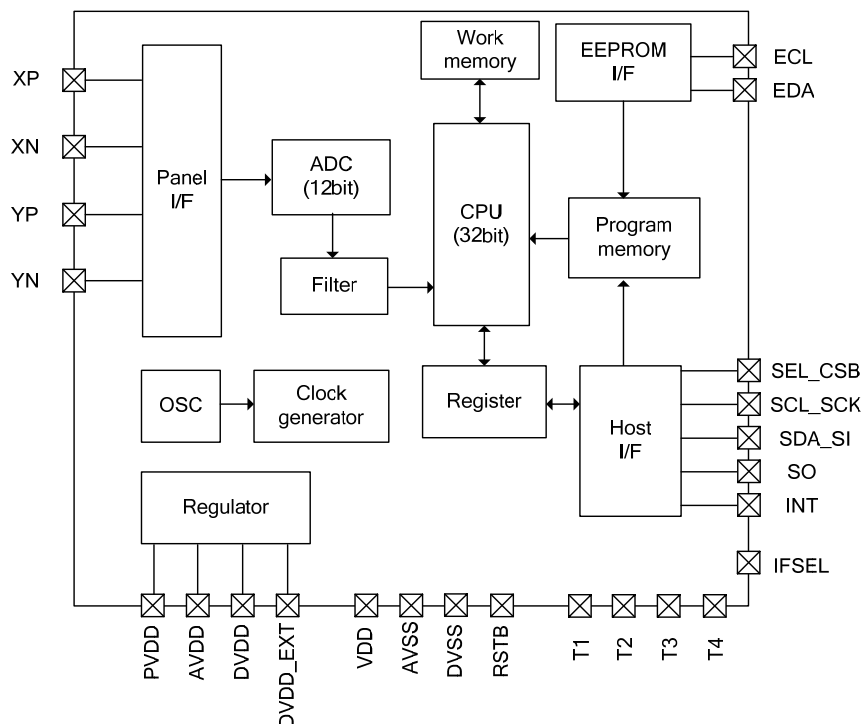 Work
memory
EEPROM
I/F
ECL
EDA
XP
XN
YP
YN
Panel
I/F
ADC
(12bit)
CPU
(32bit)
Program
memory
Filter
OSC
Clock
generator
Register
Host
I/F
SEL_CSB
SCL_SCK
SDA_SI
SO
INT
IFSEL
Regulator
PVDD
AVDD
DVDD
DVDD_EXT
VDD
AVSS
DVSS
RSTB
T1
T2
T3
T4